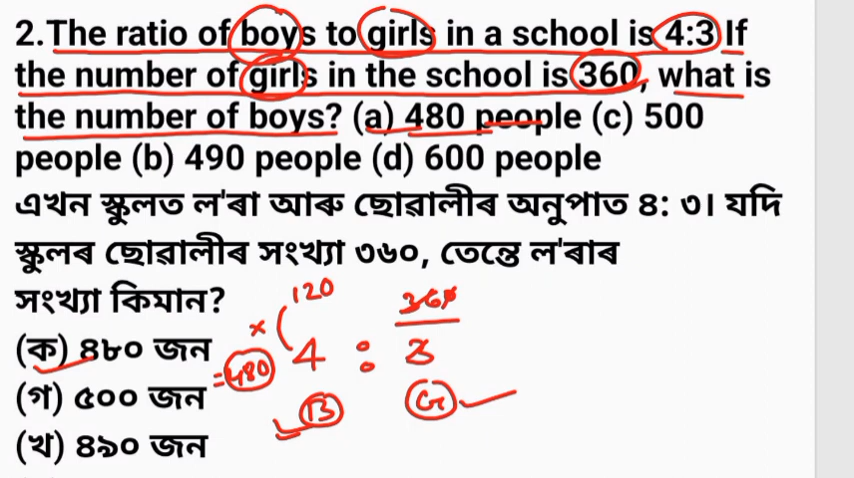 2.The ratio of boys to girls in a school is 4:3 If
the number of girls in the school is 360, what is
the number of boys? (a) 480 people (c) 500
people (b) 490 people (d) 600 people
এখন স্কুলত ল'ৰা আৰু ছোৱালীৰ অনুপাত ৪: ৩। যদি
স্কুলৰ ছোৱালীৰ সংখ্যা ৩৬০, তেন্তে ল'ৰাৰ
সংখ্যা কিমান?
120
360
(ক) ৪৮০ জন
x
4 : 3
=480
(গ) ৫০০ জন
B
G
(খ) ৪৯০ জন